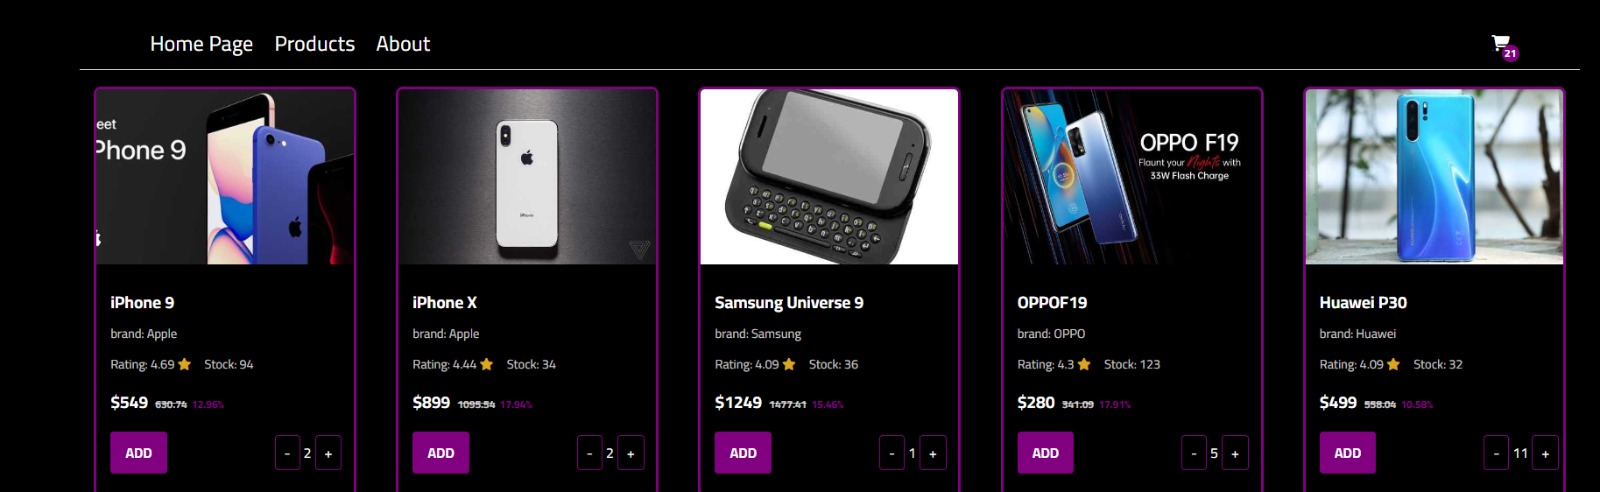 Home Page Products About
21
eet
Phone 9
iPhone 9
brand: Apple
Rating: 4.69 Stock: 94
$549 630.74 12.96%
ADD - 2 +
iPhone
iPhone X
brand: Apple
Rating: 4.44 Stock: 34
$899 1095.54 17.94%
ADD - 2 +
Samsung Universe 9
brand: Samsung
Rating: 4.09 Stock: 36
$1249 1477.41 15.46%
ADD - 1 +
OPPO F19
Flaunt your Nights with
33W Flash Charge
OPPOF19
brand: OPPO
Rating: 4.3 Stock: 123
$280 341.09 17.91%
ADD - 5 +
Huawei P30
brand: Huawei
Rating: 4.09 Stock: 32
$499 558.04 10.58%
ADD - 11 +